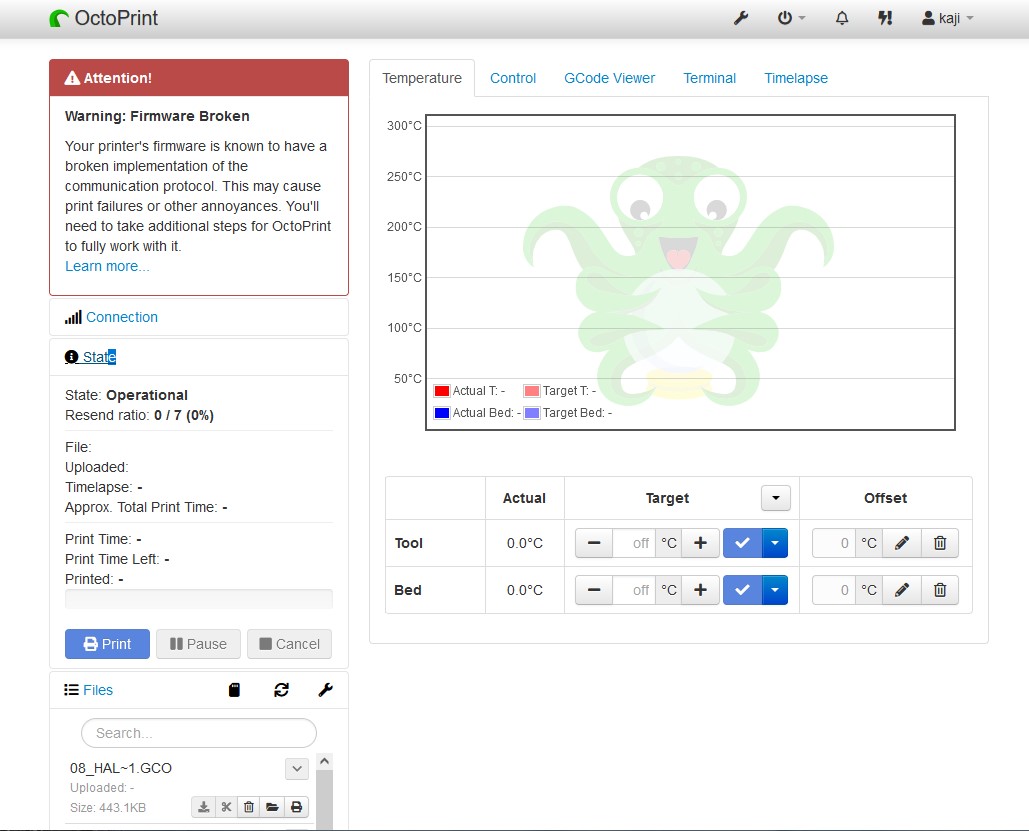 OctoPrint
kaji
Attention!
Warning: Firmware Broken
Your printer's firmware is known to have a
broken implementation of the
communication protocol. This may cause
print failures or other annoyances. You'll
need to take additional steps for OctoPrint
to fully work with it.
Learn more...
Connection
State
State: Operational
Resend ratio: 0 / 7 (0%)
File:
Uploaded:
Timelapse: -
Approx. Total Print Time: -
Print Time: -
Print Time Left: -
Printed: -
Print Pause Cancel
Files
Search...
08_HAL~1.GCO
Uploaded: -
Size: 443.1KB
Temperature Control GCode Viewer Terminal Timelapse
300°C
250°C
200°C
150°C
100°C
50°C
Actual T: - Target T: -
Actual Bed: - Target Bed: -
Actual Target Offset
Tool 0.0°C off °C 0 °C
Bed 0.0°C off °C 0 °C